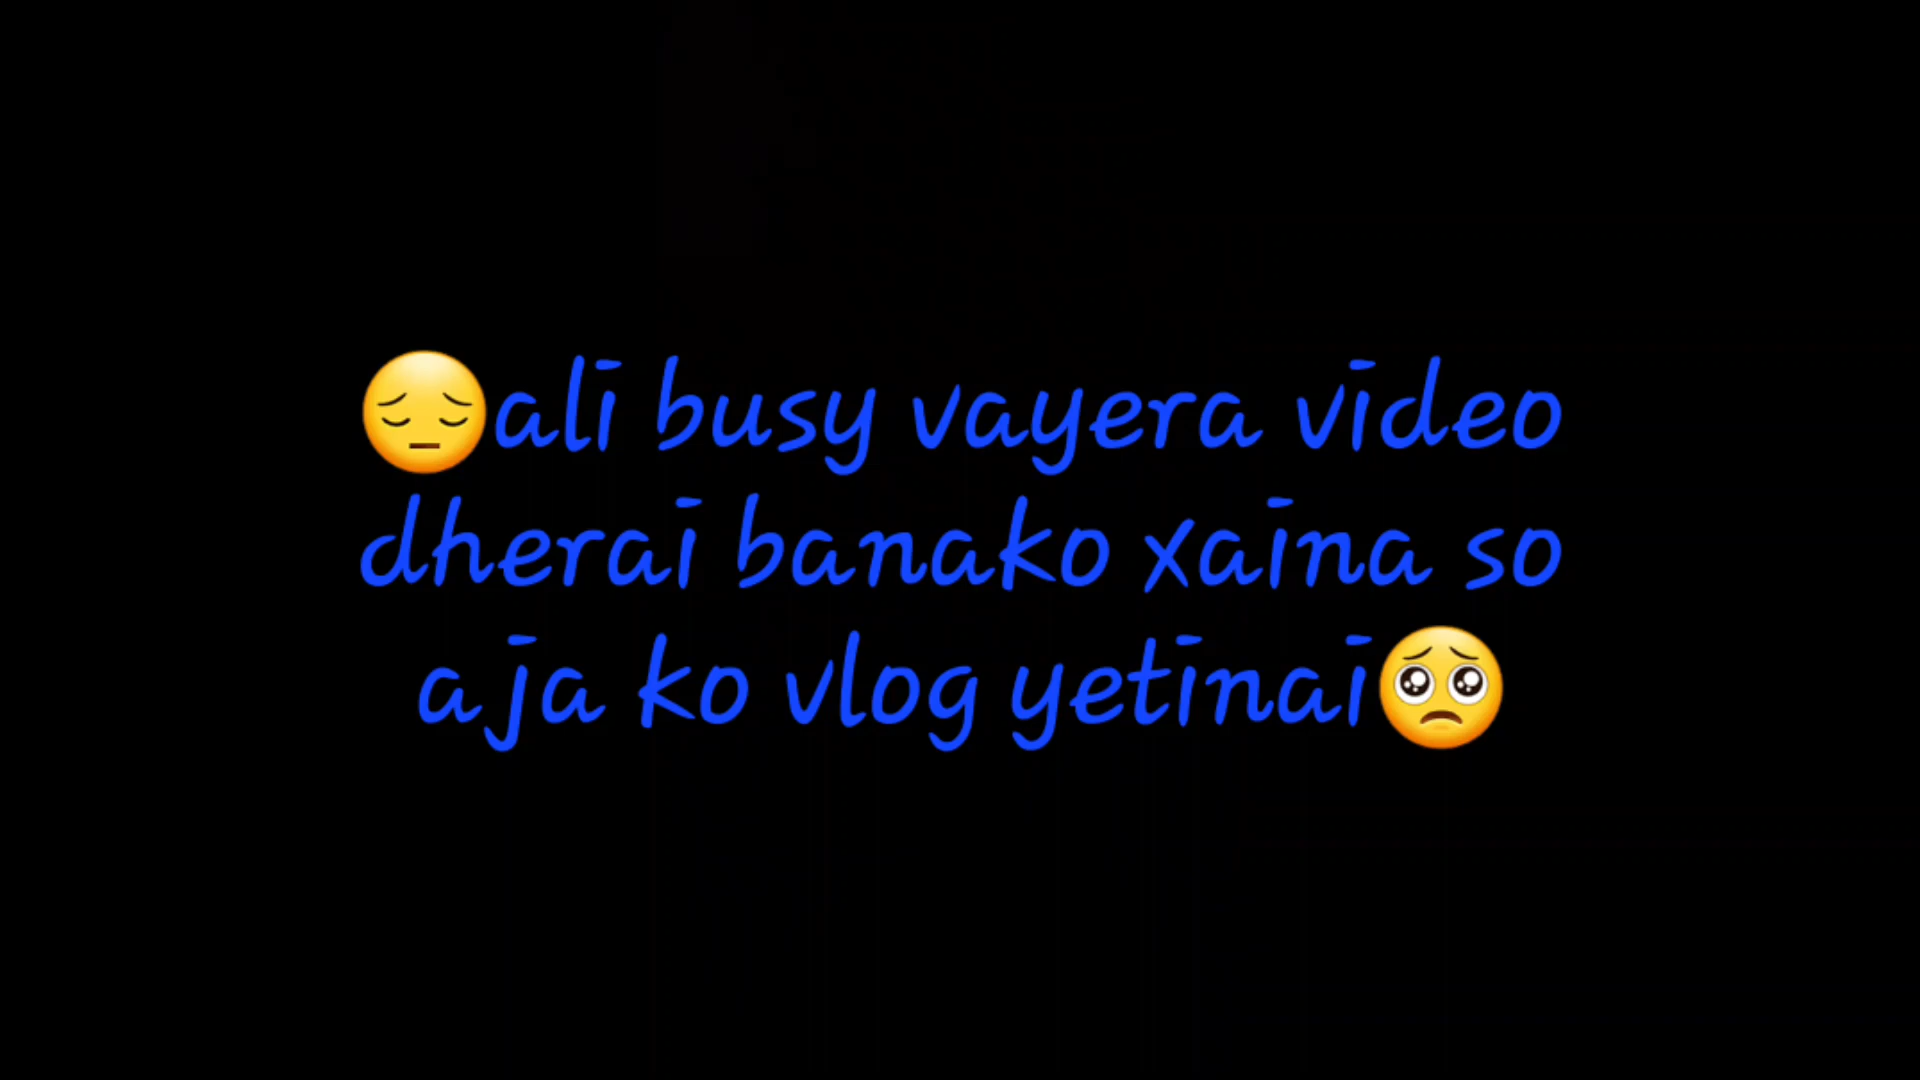 😔ali busy vayera video
dherai banako xaina so
aja ko vlog yetinai🥺